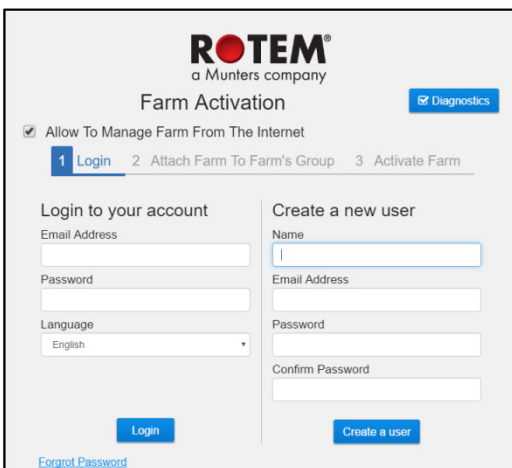 ROTEM®
a Munters company
Farm Activation
Diagnostics
Allow To Manage Farm From The Internet
1 Login 2 Attach Farm To Farm's Group 3 Activate Farm
Login to your account
Email Address
Password
Language
English
Login
Forgrot Password
Create a new user
Name
Email Address
Password
Confirm Password
Create a user